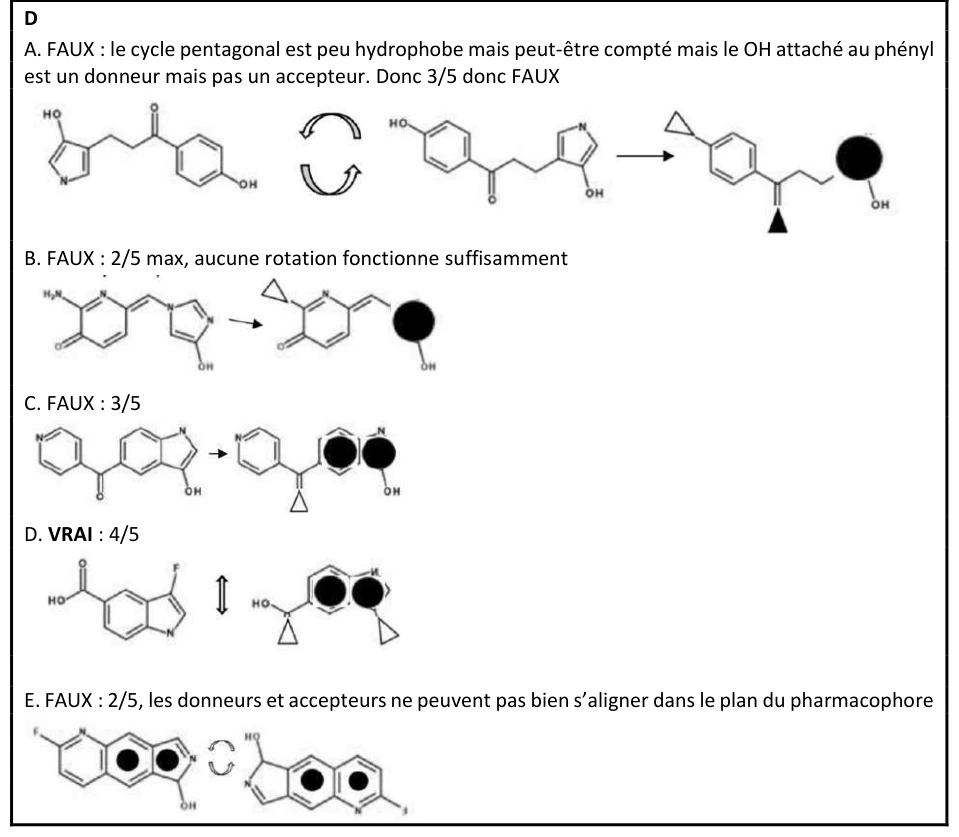 D
A. FAUX : le cycle pentagonal est peu hydrophobe mais peut-être compté mais le OH attaché au phényl
est un donneur mais pas un accepteur. Donc 3/5 donc FAUX
HO O OH N
HO N O OH
OH
B. FAUX : 2/5 max, aucune rotation fonctionne suffisamment
H₂N N N N O OH
N O OH
C. FAUX : 3/5
N N O OH
N N OH
D. VRAI : 4/5
O HO F N
HO N
E. FAUX : 2/5, les donneurs et accepteurs ne peuvent pas bien s’aligner dans le plan du pharmacophore
F N N OH
HO N N